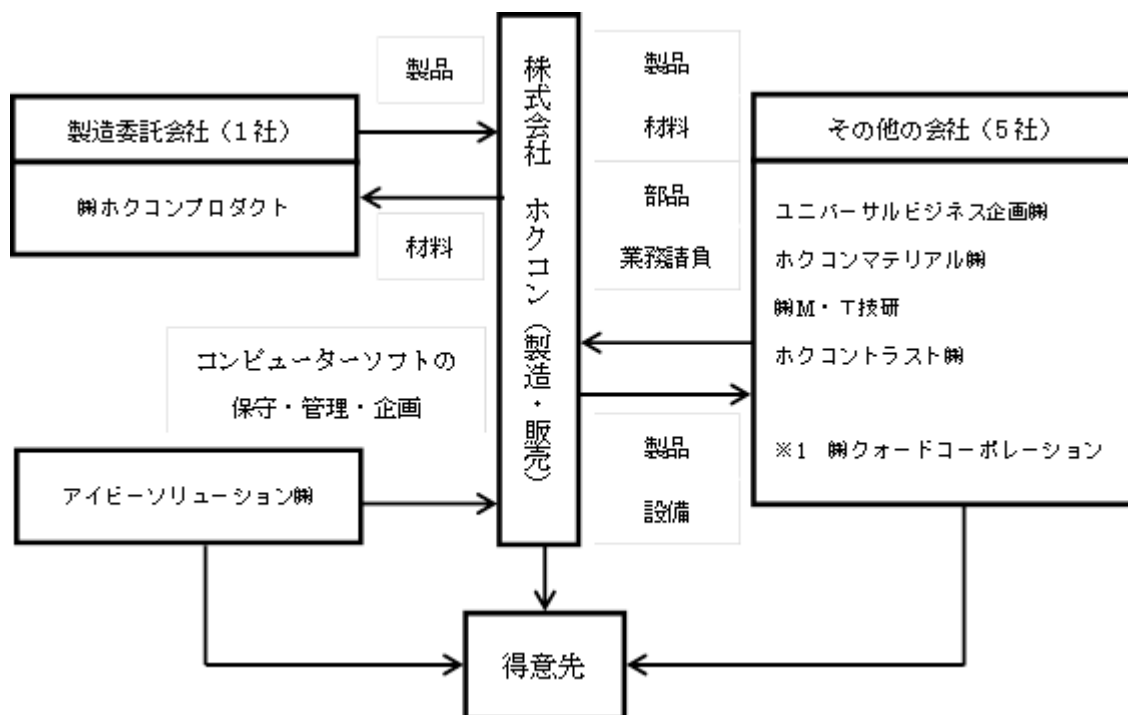 製品
製造委託会社（1社）
㈱ホクコンプロダクト
材料
コンピューターソフトの
保守・管理・企画
アイビーソリューション㈱
株式会社　ホクコン（製造・販売）
製品
材料
部品
業務請負
製品
設備
その他の会社（5社）
ユニバーサルビジネス企画㈱
ホクコンマテリアル㈱
㈱M・T技研
ホクコントラスト㈱
※1　㈱クォードコーポレーション
得意先